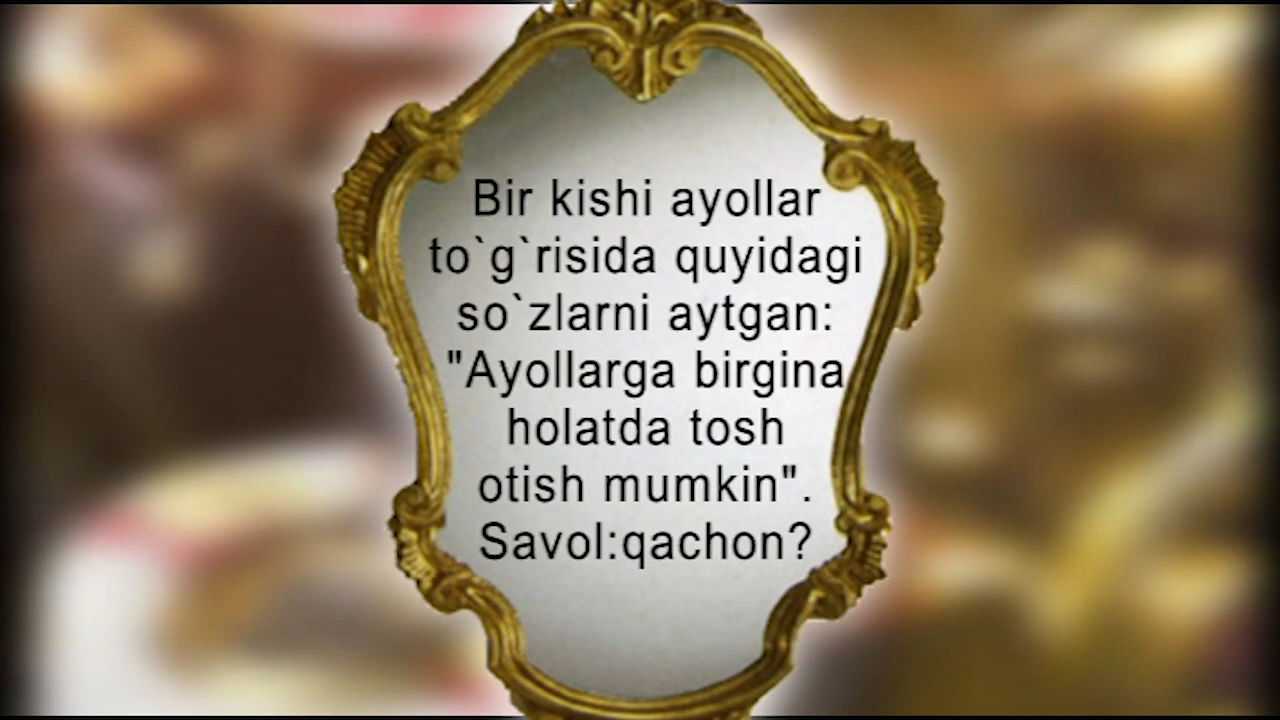 Bir kishi ayollar
to`g`risida quyidagi
so`zlarni aytgan:
"Ayollarga birgina
holatda tosh
otish mumkin".
Savol:qachon?